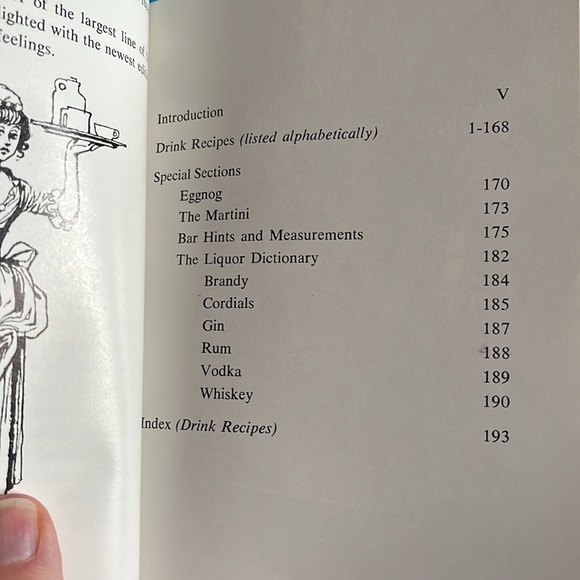 of the largest line of
lighted with the newest
feelings.
Introduction V
Drink Recipes (listed alphabetically) 1-168
Special Sections
Eggnog 170
The Martini 173
Bar Hints and Measurements 175
The Liquor Dictionary 182
Brandy 184
Cordials 185
Gin 187
Rum 188
Vodka 189
Whiskey 190
Index (Drink Recipes) 193